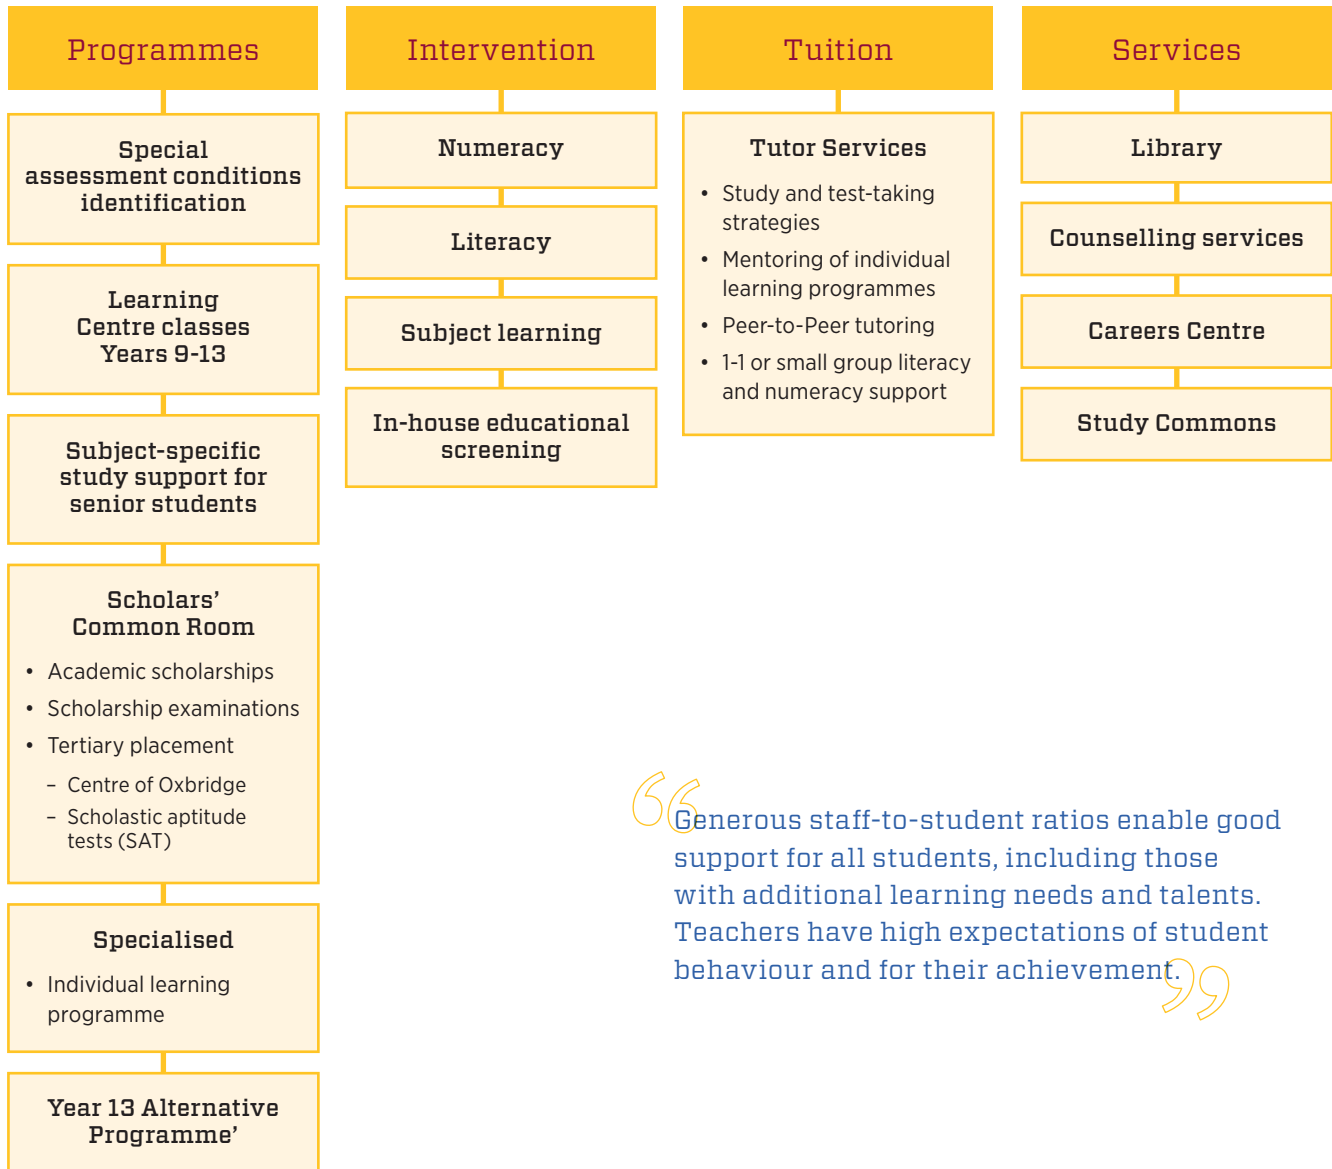 Programmes
Special
assessment conditions
identification
Learning
Centre classes
Years 9-13
Subject-specific
study support for
senior students
Scholars’
Common Room
• Academic scholarships
• Scholarship examinations
• Tertiary placement
– Centre of Oxbridge
– Scholastic aptitude
tests (SAT)
Specialised
• Individual learning
programme
Year 13 Alternative
Programme’
Intervention
Numeracy
Literacy
Subject learning
In-house educational
screening
Tuition
Tutor Services
• Study and test-taking
strategies
• Mentoring of individual
learning programmes
• Peer-to-Peer tutoring
• 1-1 or small group literacy
and numeracy support
Services
Library
Counselling services
Careers Centre
Study Commons
“Generous staff-to-student ratios enable good
support for all students, including those
with additional learning needs and talents.
Teachers have high expectations of student
behaviour and for their achievement.”